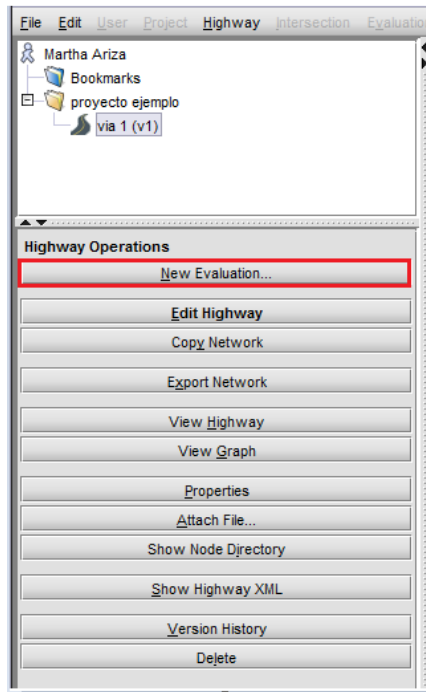 File Edit User Project Highway Intersection Evaluatio
Martha Ariza
Bookmarks
proyecto ejemplo
via 1 (v1)
Highway Operations
New Evaluation...
Edit Highway
Copy Network
Export Network
View Highway
View Graph
Properties
Attach File...
Show Node Directory
Show Highway XML
Version History
Delete